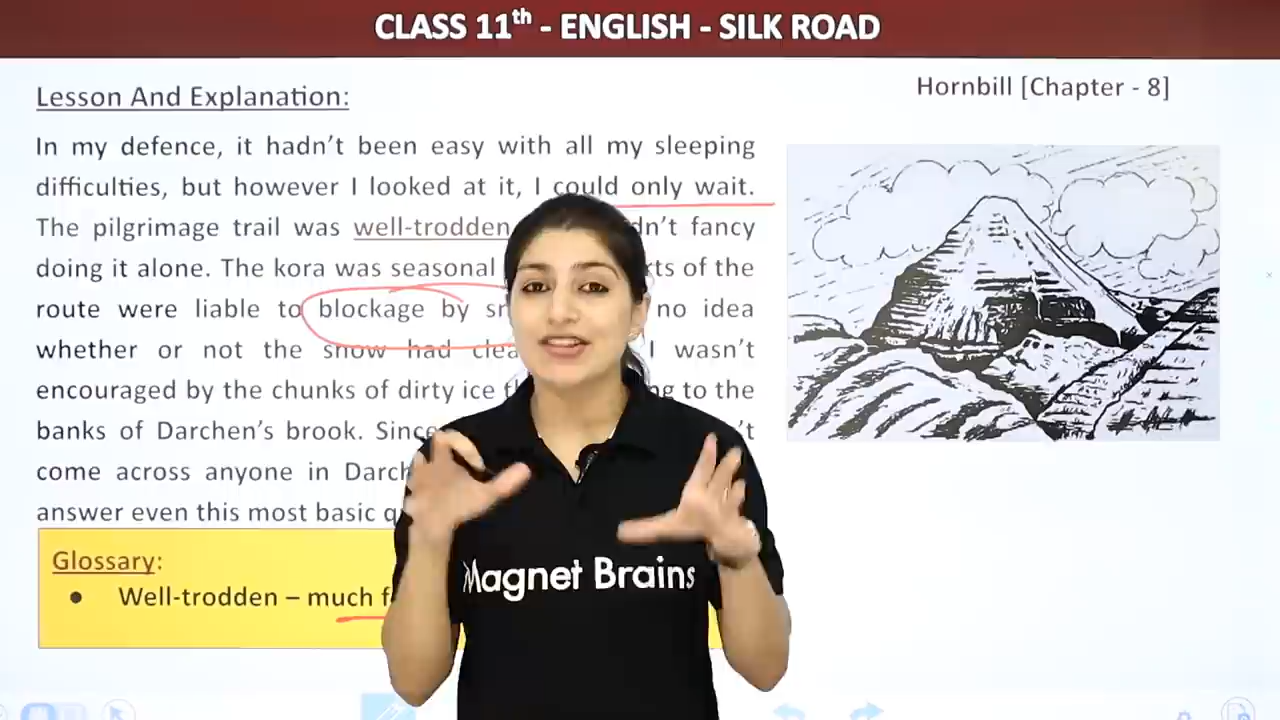 CLASS 11th - ENGLISH - SILK ROAD
Lesson And Explanation:
Hornbill [Chapter - 8]
In my defence, it hadn't been easy with all my sleeping
difficulties, but however I looked at it, I could only wait.
The pilgrimage trail was well-trodden fancy
doing it alone. The kora was seasonal of the
route were liable to blockage by no idea
whether or not the snow had I wasn't
encouraged by the chunks of dirty ice to the
banks of Darchen's brook.
come across anyone in
answer even this most basic
Glossary:
• Well-trodden – much
Magnet Brains